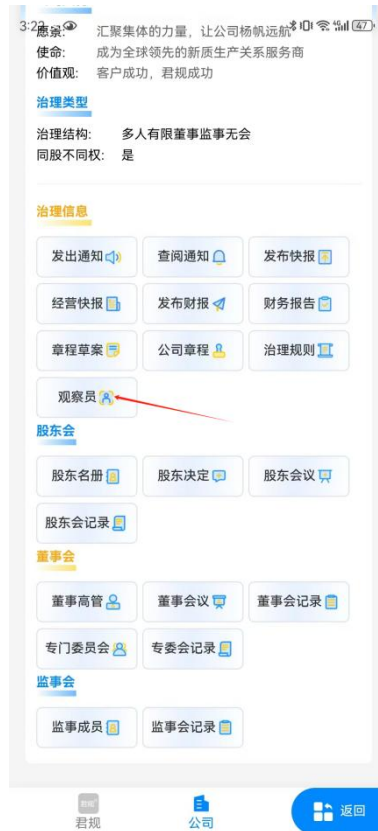 3:22
47
愿景: 汇聚集体的力量，让公司杨帆远航
使命: 成为全球领先的新质生产关系服务商
价值观: 客户成功，君规成功
治理类型
治理结构: 多人有限董事监事无会
同股不同权: 是
治理信息
发出通知 查阅通知 发布快报
经营快报 发布财报 财务报告
章程草案 公司章程 治理规则
观察员
股东会
股东名册 股东决定 股东会议
股东会记录
董事会
董事高管 董事会议 董事会记录
专门委员会 专委会记录
监事会
监事成员 监事会记录
君规 公司 返回